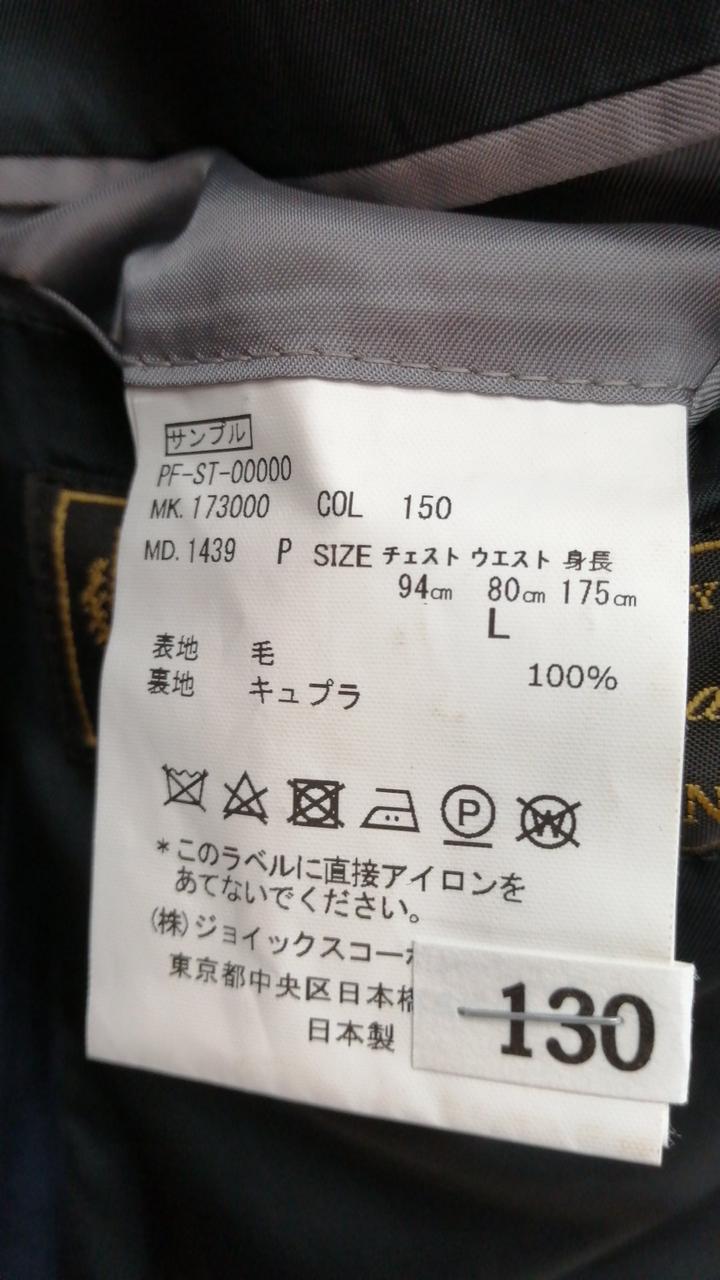 サンプル
PF-ST-00000
MK. 173000 COL 150
MD. 1439 P SIZE チェスト ウエスト 身長
94cm 80cm 175cm
L
表地 毛
裏地 キュプラ 100%
P
W
*このラベルに直接アイロンを
あてないでください。
(株)ジョイックスコー
東京都中央区日本
日本製
130